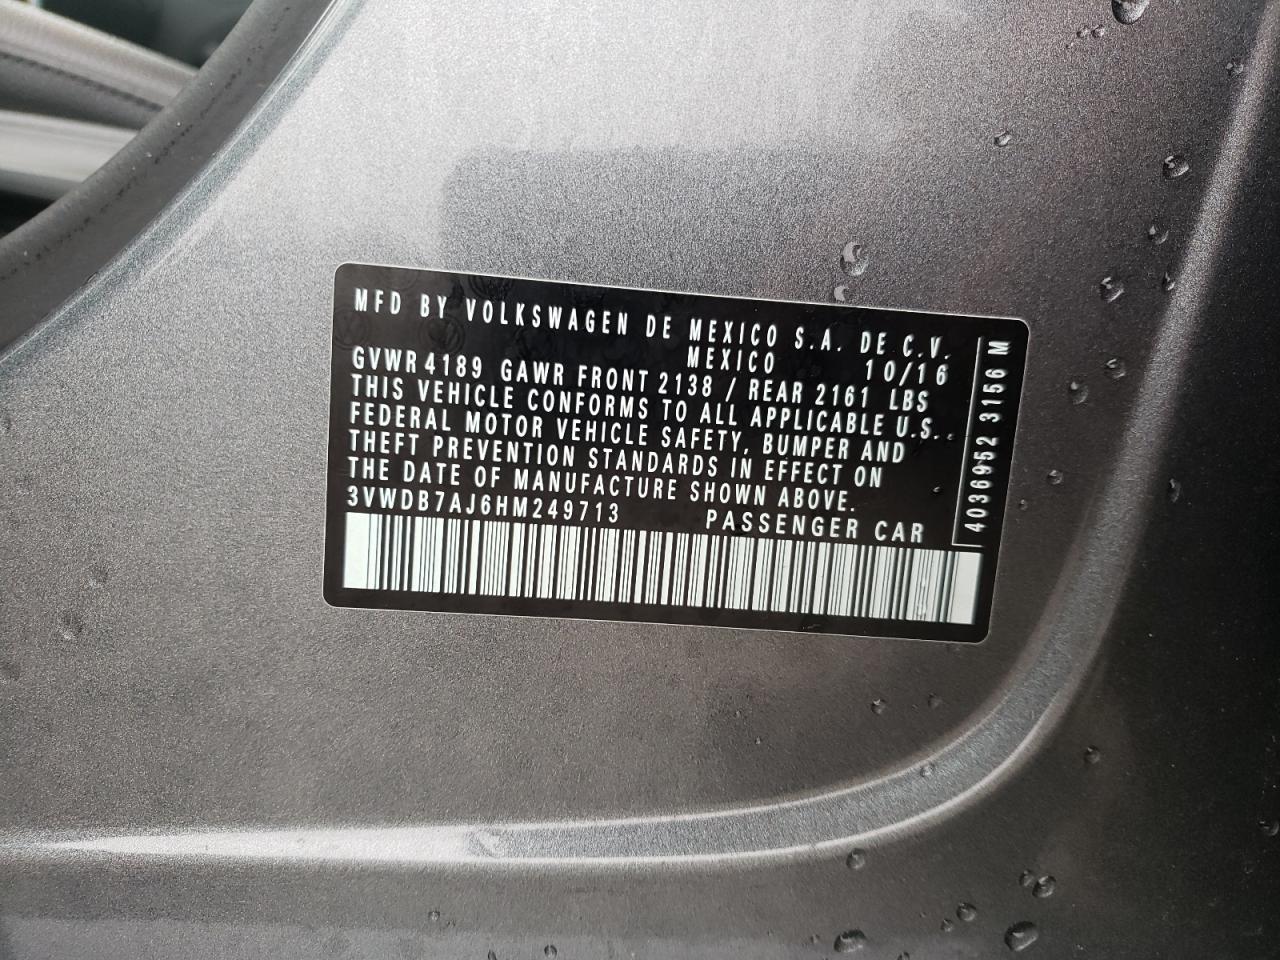 MFD BY VOLKSWAGEN DE MEXICO S.A. DE C.V.
MEXICO 10/16
GVWR 4189 GAWR FRONT 2138 / REAR 2161 LBS
THIS VEHICLE CONFORMS TO ALL APPLICABLE U.S.
FEDERAL MOTOR VEHICLE SAFETY, BUMPER AND
THEFT PREVENTION STANDARDS IN EFFECT ON
THE DATE OF MANUFACTURE SHOWN ABOVE.
3VWDB7AJ6HM249713 PASSENGER CAR
4036952 3156 M